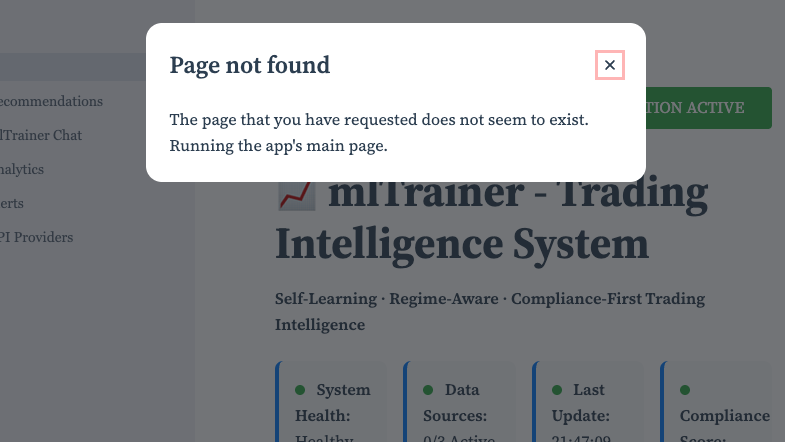 Page not found
✕
The page that you have requested does not seem to exist.
Running the app's main page.
ecommendations
TION ACTIVE
lTrainer Chat
nalytics
erts
PI Providers
mlTrainer - Trading
Intelligence System
Self-Learning · Regime-Aware · Compliance-First Trading
Intelligence
System
Health:
Healthy
Data
Sources:
0/3 Active
Last
Update:
21:47:09
Compliance
Score: